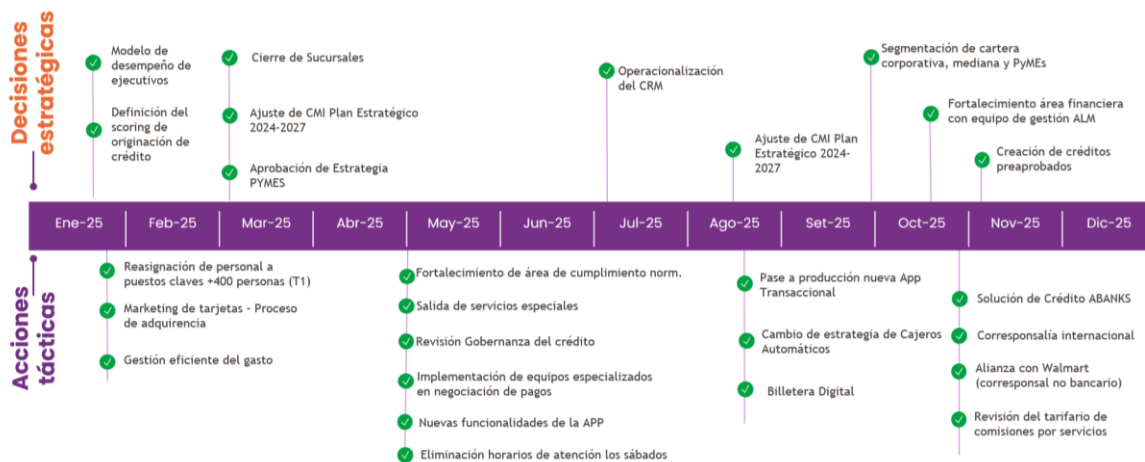 Decisiones
estratégicas
Modelo de
desempeño de
ejecutivos
Definición del
scoring de
originación de
crédito
Cierre de Sucursales
Ajuste de CMI Plan Estratégico
2024-2027
Aprobación de Estrategia
PYMES
Operacionalización
del CRM
Ajuste de CMI Plan
Estratégico 2024-
2027
Segmentación de cartera
corporativa, mediana y PyMEs
Fortalecimiento área financiera
con equipo de gestión ALM
Creación de créditos
preaprobados
Ene-25
Feb-25
Mar-25
Abr-25
May-25
Jun-25
Jul-25
Ago-25
Set-25
Oct-25
Nov-25
Dic-25
Acciones
tácticas
Reasignación de personal a
puestos claves +400 personas (T1)
Marketing de tarjetas - Proceso
de adquirencia
Gestión eficiente del gasto
Fortalecimiento de área de cumplimiento norm.
Salida de servicios especiales
Revisión Gobernanza del crédito
Implementación de equipos especializados
en negociación de pagos
Nuevas funcionalidades de la APP
Eliminación horarios de atención los sábados
Pase a producción nueva App
Transaccional
Cambio de estrategia de Cajeros
Automáticos
Billetera Digital
Solución de Crédito ABANKS
Corresponsalía internacional
Alianza con Walmart
(corresponsal no bancario)
Revisión del tarifario de
comisiones por servicios